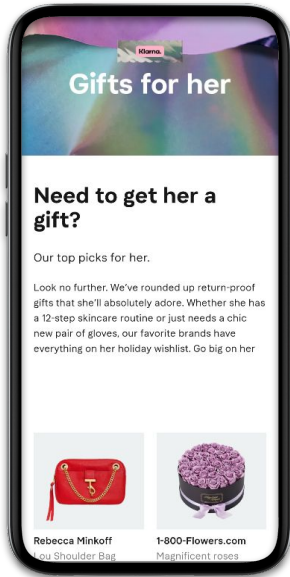 Klarna.
Gifts for her
Need to get her a
gift?
Our top picks for her.
Look no further. We've rounded up return-proof
gifts that she'll absolutely adore. Whether she has
a 12-step skincare routine or just needs a chic
new pair of gloves, our favorite brands have
everything on her holiday wishlist. Go big on her
Rebecca Minkoff
Lou Shoulder Bag
1-800-Flowers.com
Magnificent roses